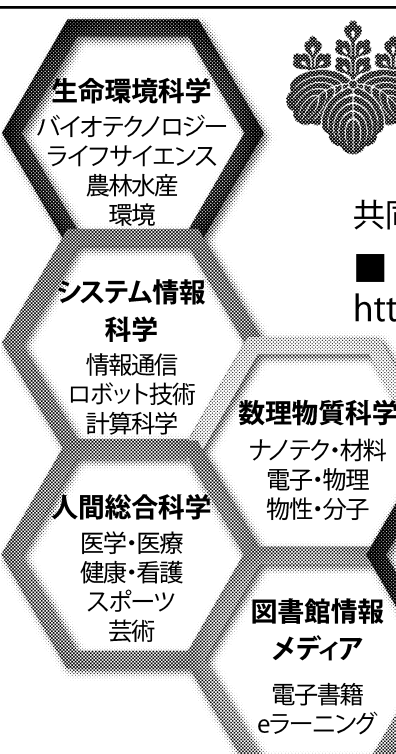 生命環境科学
バイオテクノロジー
ライフサイエンス
農林水産
環境
共同
■
htt
システム情報
科学
情報通信
ロボット技術
計算科学
数理物質科学
ナノテク・材料
電子・物理
物性・分子
人間総合科学
医学・医療
健康・看護
スポーツ
芸術
図書館情報
メディア
電子書籍
eラーニング